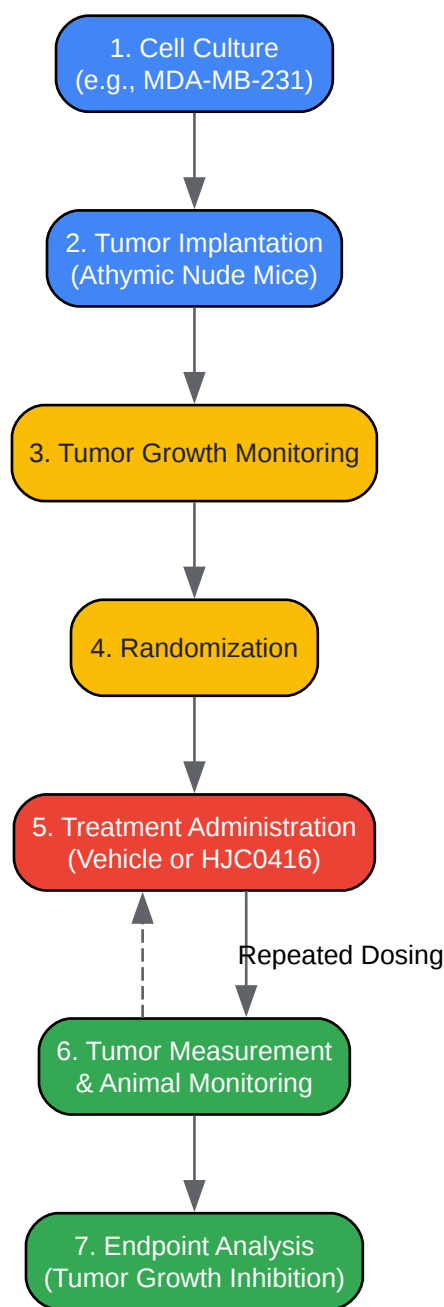 1. Cell Culture
(e.g., MDA-MB-231)
2. Tumor Implantation
(Athymic Nude Mice)
3. Tumor Growth Monitoring
4. Randomization
5. Treatment Administration
(Vehicle or HJC0416)
Repeated Dosing
6. Tumor Measurement
& Animal Monitoring
7. Endpoint Analysis
(Tumor Growth Inhibition)